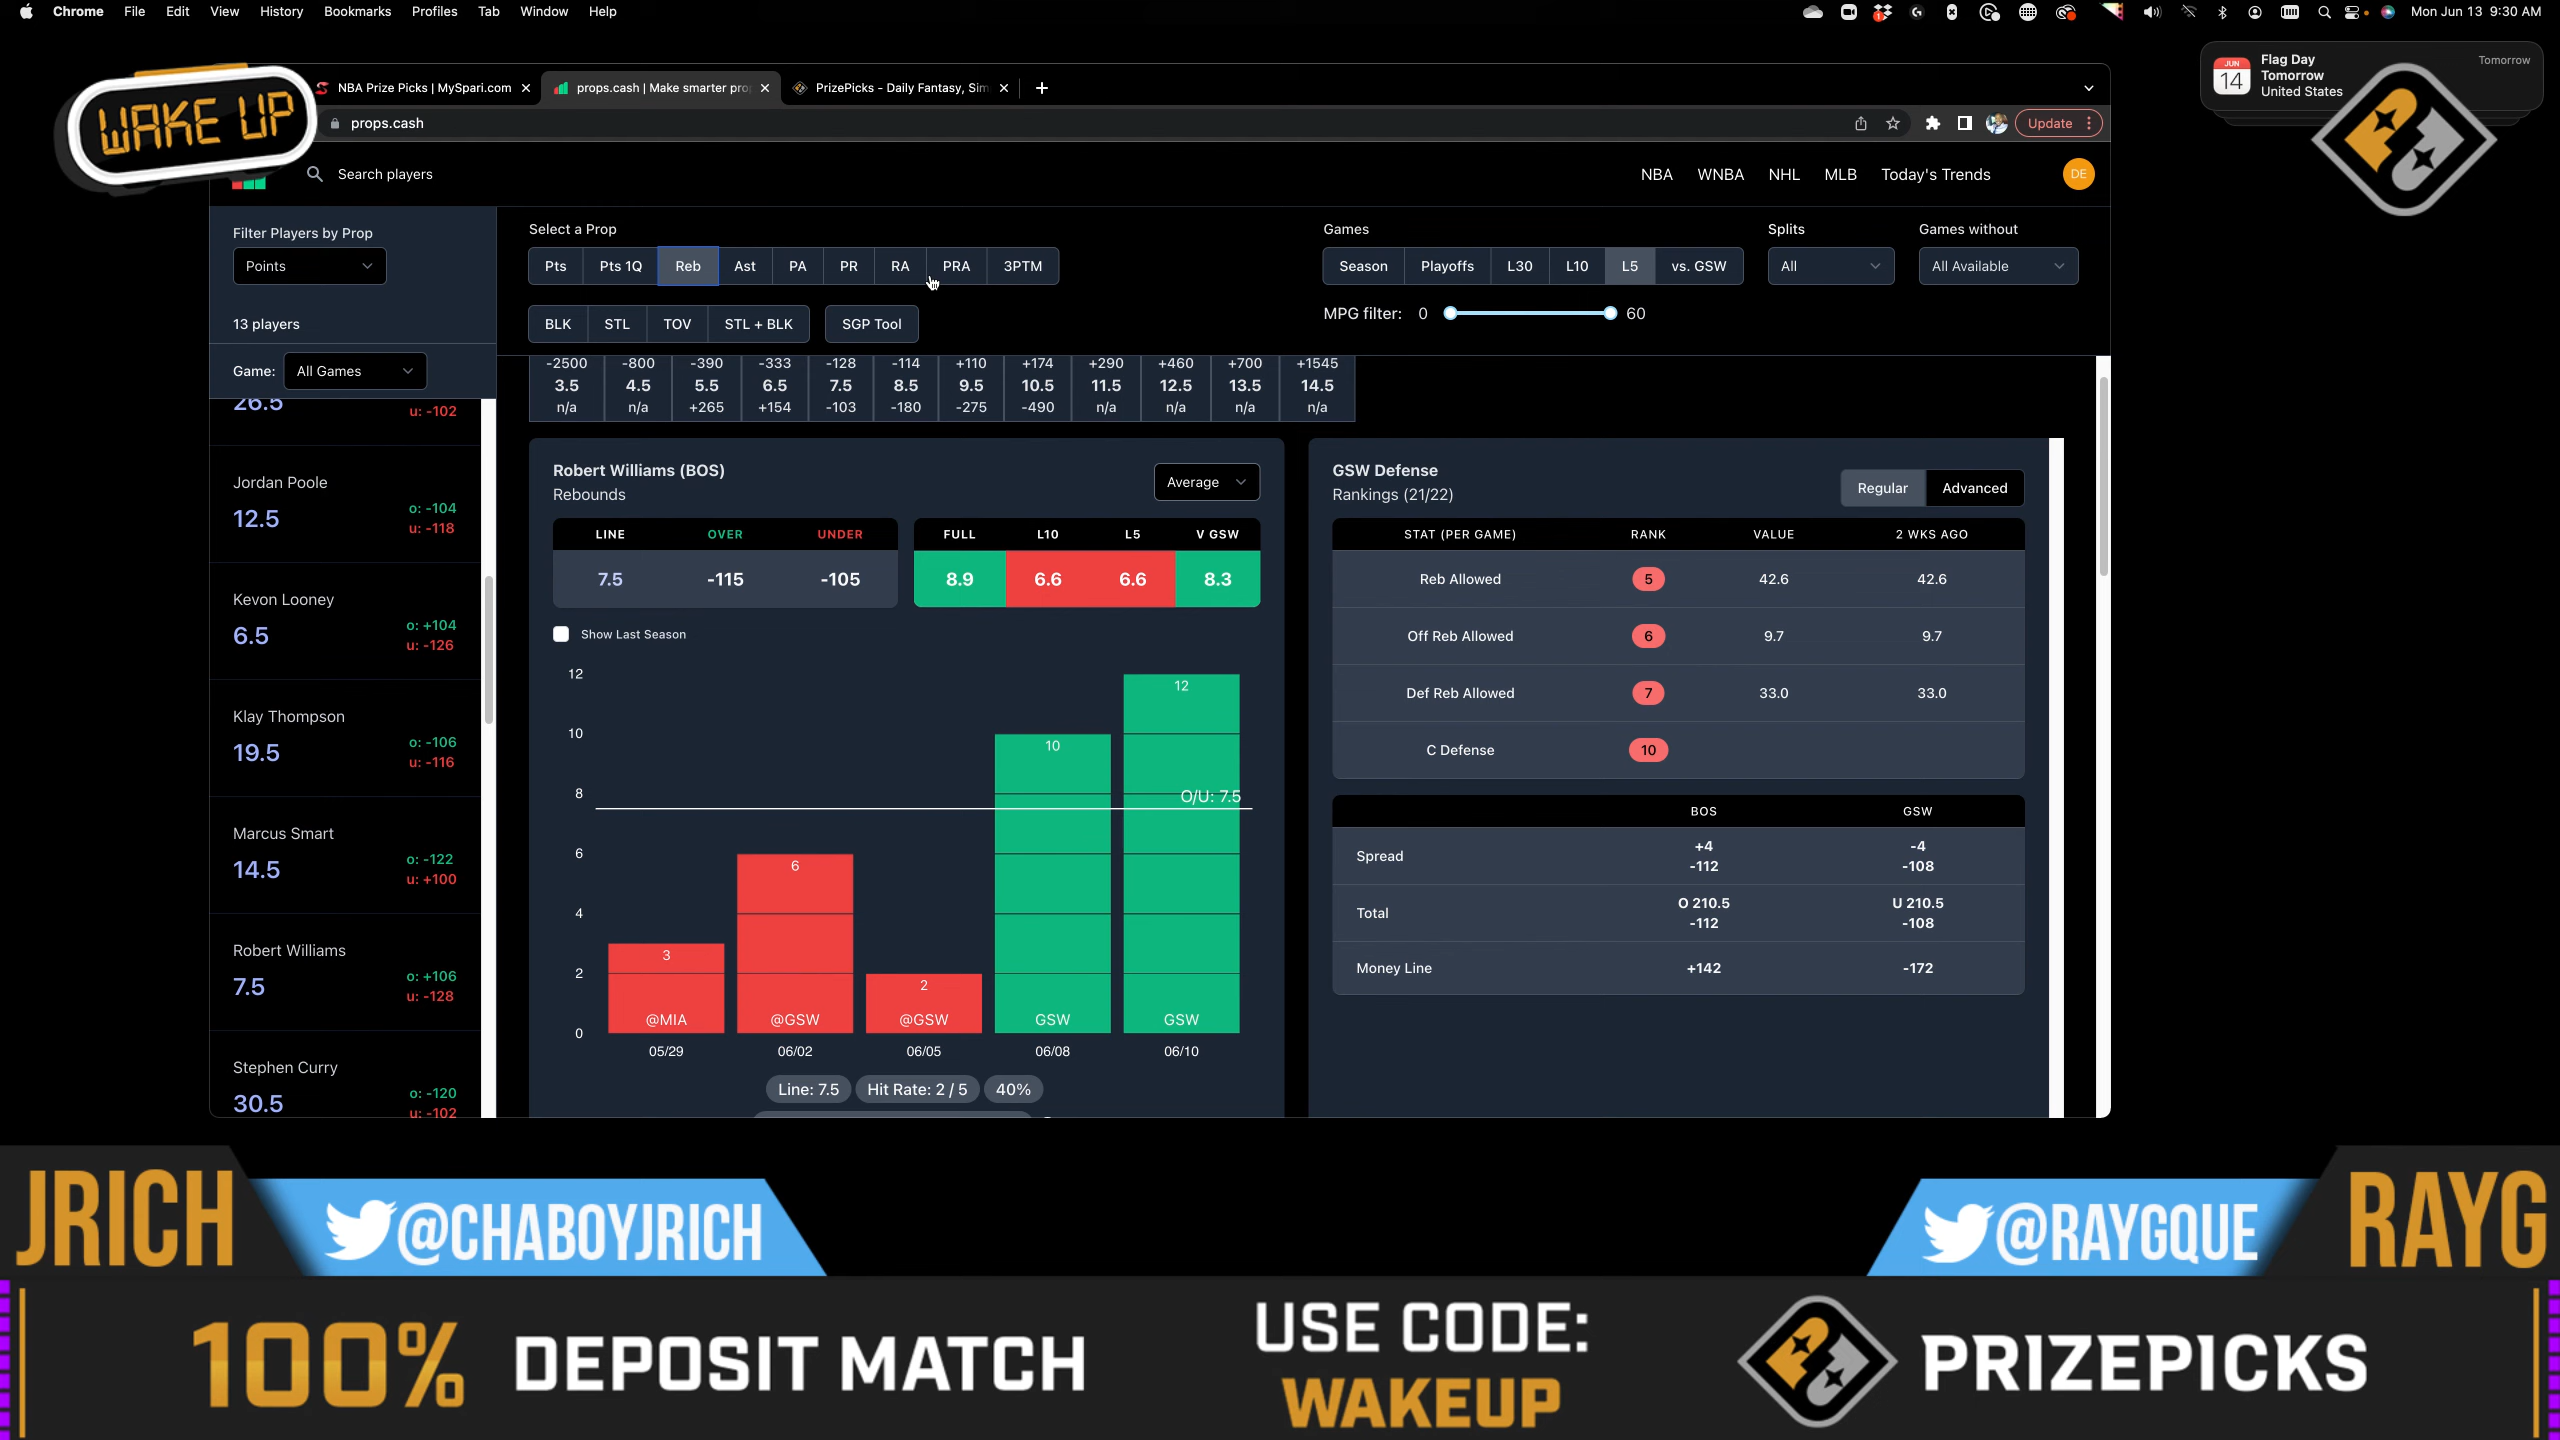 Chrome File Edit View History Bookmarks Profiles Tab Window Help
Mon Jun 13 9:30 AM
Flag Day
Tomorrow
Tomorrow
United States
JUN
14
WAKE UP
NBA Prize Picks | MySpari.com
props.cash | Make smarter pro
PrizePicks - Daily Fantasy, Sim
props.cash
Update
Search players
NBA WNBA NHL MLB Today's Trends
DE
Filter Players by Prop
Points
13 players
Game: All Games
Select a Prop
Pts Pts 1Q Reb Ast PA PR RA PRA 3PTM
BLK STL TOV STL + BLK SGP Tool
Games
Season Playoffs L30 L10 L5 vs. GSW
Splits
All
Games without
All Available
MPG filter: 0 60
26.5
u: -102
Jordan Poole
12.5
o: -104
u: -118
Kevon Looney
6.5
o: +104
u: -126
Klay Thompson
19.5
o: -106
u: -116
Marcus Smart
14.5
o: -122
u: +100
Robert Williams
7.5
o: +106
u: -128
Stephen Curry
30.5
o: -120
u: -102
-2500 -800 -390 -333 -128 -114 +110 +174 +290 +460 +700 +1545
3.5 4.5 5.5 6.5 7.5 8.5 9.5 10.5 11.5 12.5 13.5 14.5
n/a n/a +265 +154 -103 -180 -275 -490 n/a n/a n/a n/a
Robert Williams (BOS)
Rebounds
Average
LINE OVER UNDER
7.5 -115 -105
FULL L10 L5 V GSW
8.9 6.6 6.6 8.3
Show Last Season
12
10
8
6
4
2
0
3
6
2
10
12
O/U: 7.5
@MIA @GSW @GSW GSW GSW
05/29 06/02 06/05 06/08 06/10
Line: 7.5 Hit Rate: 2 / 5 40%
GSW Defense
Rankings (21/22)
Regular Advanced
STAT (PER GAME) RANK VALUE 2 WKS AGO
Reb Allowed 5 42.6 42.6
Off Reb Allowed 6 9.7 9.7
Def Reb Allowed 7 33.0 33.0
C Defense 10
BOS GSW
Spread
+4 -4
-112 -108
Total
O 210.5 U 210.5
-112 -108
Money Line +142 -172
JRICH @CHABOYJRICH
@RAYGQUE RAYG
100% DEPOSIT MATCH
USE CODE:
WAKEUP
PRIZEPICKS